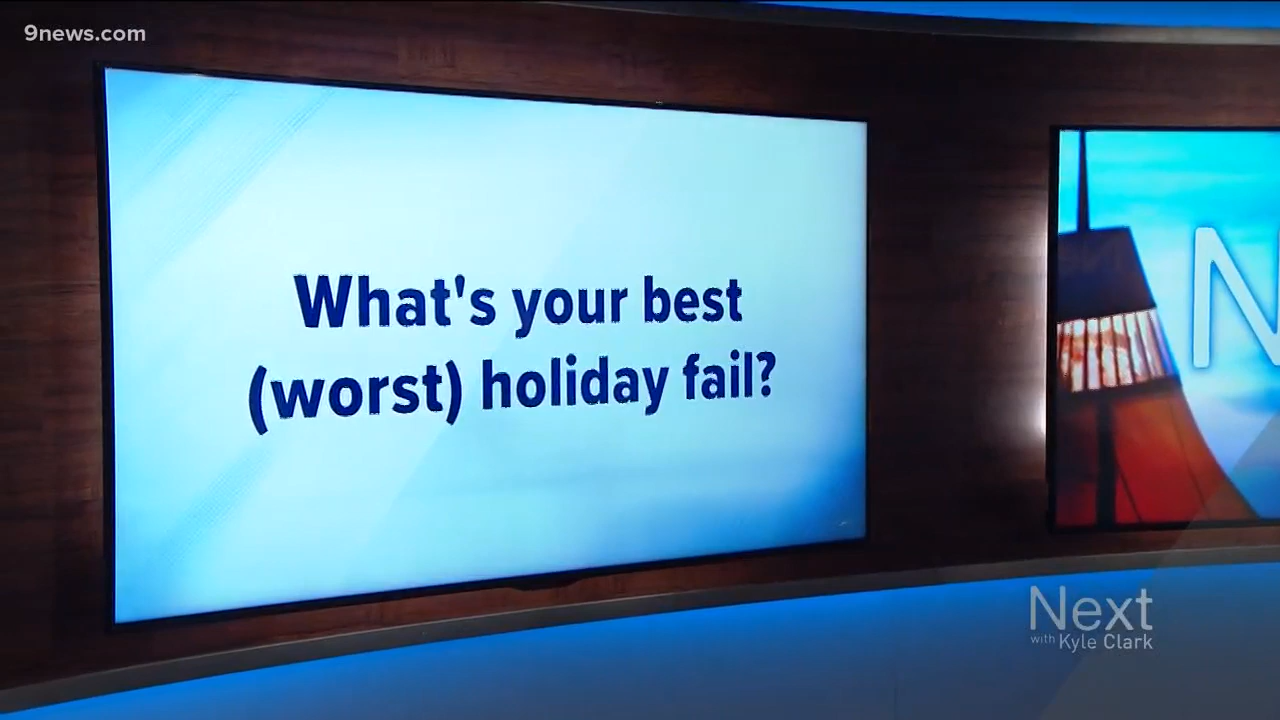 9news.com
What's your best
(worst) holiday fail?
N
Next
with Kyle Clark